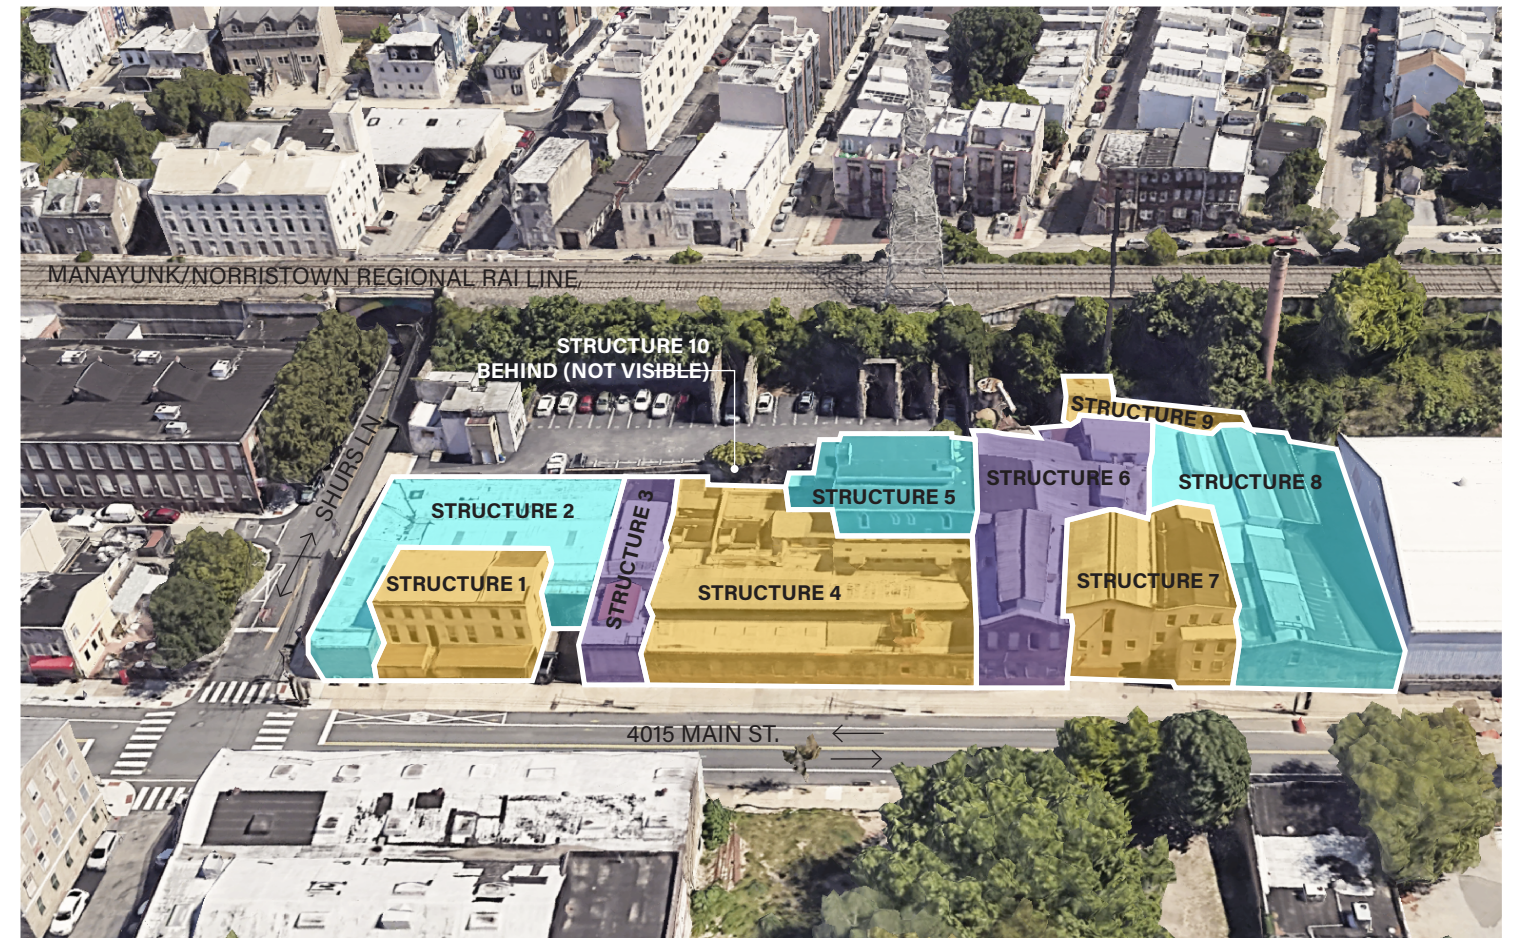 MANAYUNK/NORRISTOWN REGIONAL RAI LINE
STRUCTURE 10
BEHIND (NOT VISIBLE)
SHURS LN.
STRUCTURE 9
STRUCTURE 6
STRUCTURE 8
STRUCTURE 5
STRUCTURE 2
STRUCTURE 3
STRUCTURE 1
STRUCTURE 4
STRUCTURE 7
4015 MAIN ST.